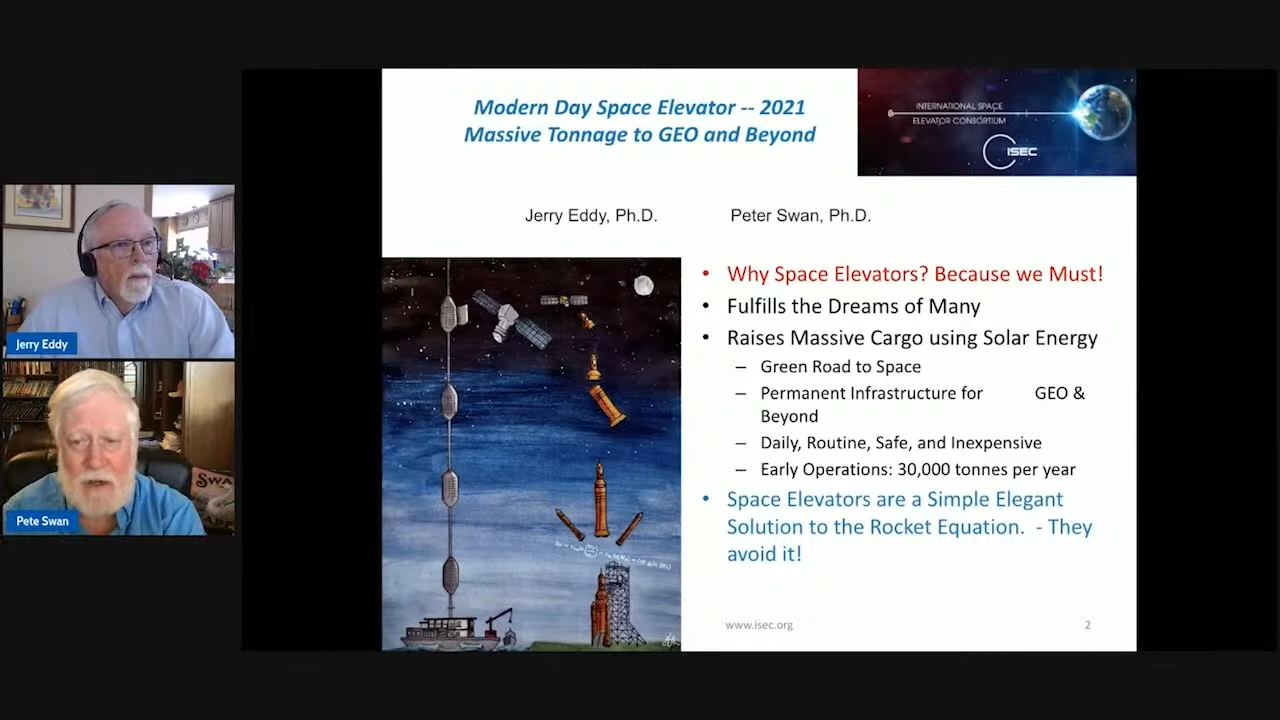 Modern Day Space Elevator -- 2021
Massive Tonnage to GEO and Beyond
INTERNATIONAL SPACE
ELEVATOR CONSORTIUM
ISEC
Jerry Eddy, Ph.D.
Peter Swan, Ph.D.
• Why Space Elevators? Because we Must!
• Fulfills the Dreams of Many
• Raises Massive Cargo using Solar Energy
– Green Road to Space
– Permanent Infrastructure for GEO &
Beyond
– Daily, Routine, Safe, and Inexpensive
– Early Operations: 30,000 tonnes per year
• Space Elevators are a Simple Elegant
Solution to the Rocket Equation. - They
avoid it!
www.isec.org
2
Jerry Eddy
Pete Swan